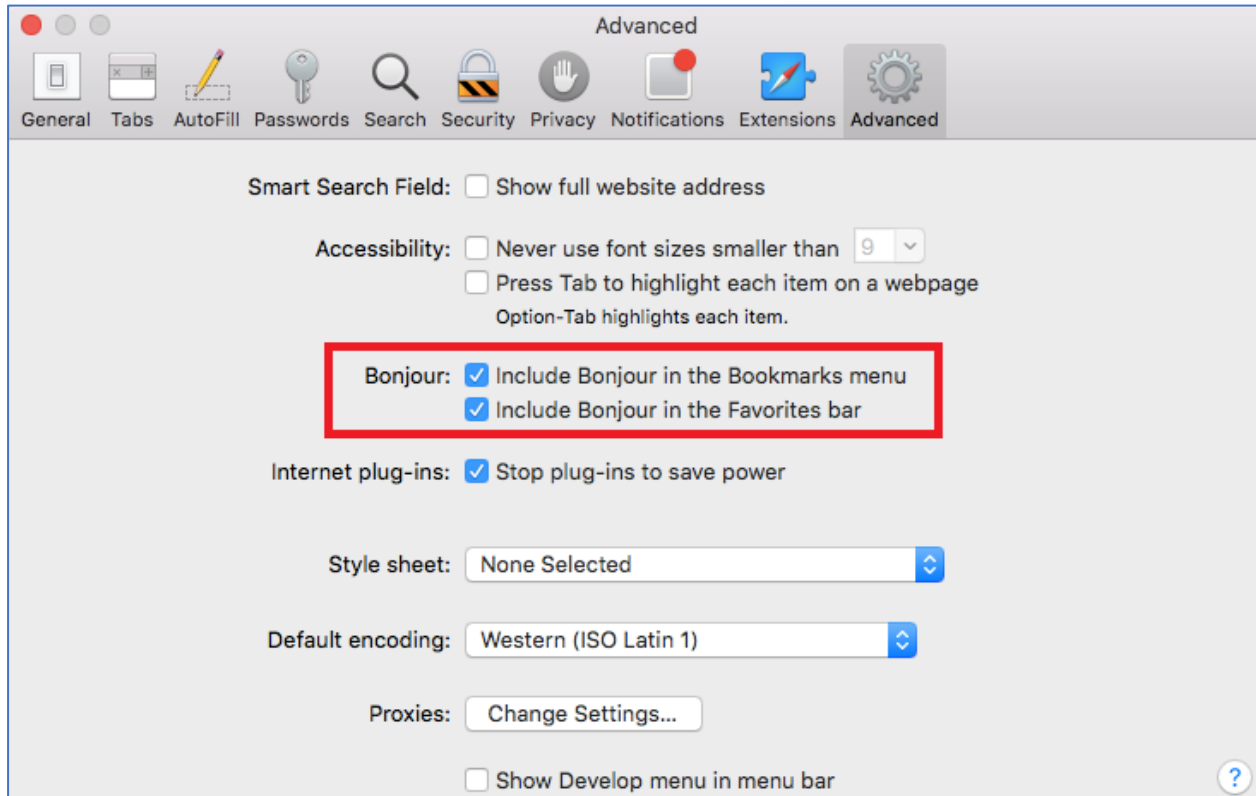 Advanced
General Tabs AutoFill Passwords Search Security Privacy Notifications Extensions Advanced
Smart Search Field: Show full website address
Accessibility: Never use font sizes smaller than 9
Press Tab to highlight each item on a webpage
Option-Tab highlights each item.
Bonjour: Include Bonjour in the Bookmarks menu
Include Bonjour in the Favorites bar
Internet plug-ins: Stop plug-ins to save power
Style sheet: None Selected
Default encoding: Western (ISO Latin 1)
Proxies: Change Settings...
Show Develop menu in menu bar ?